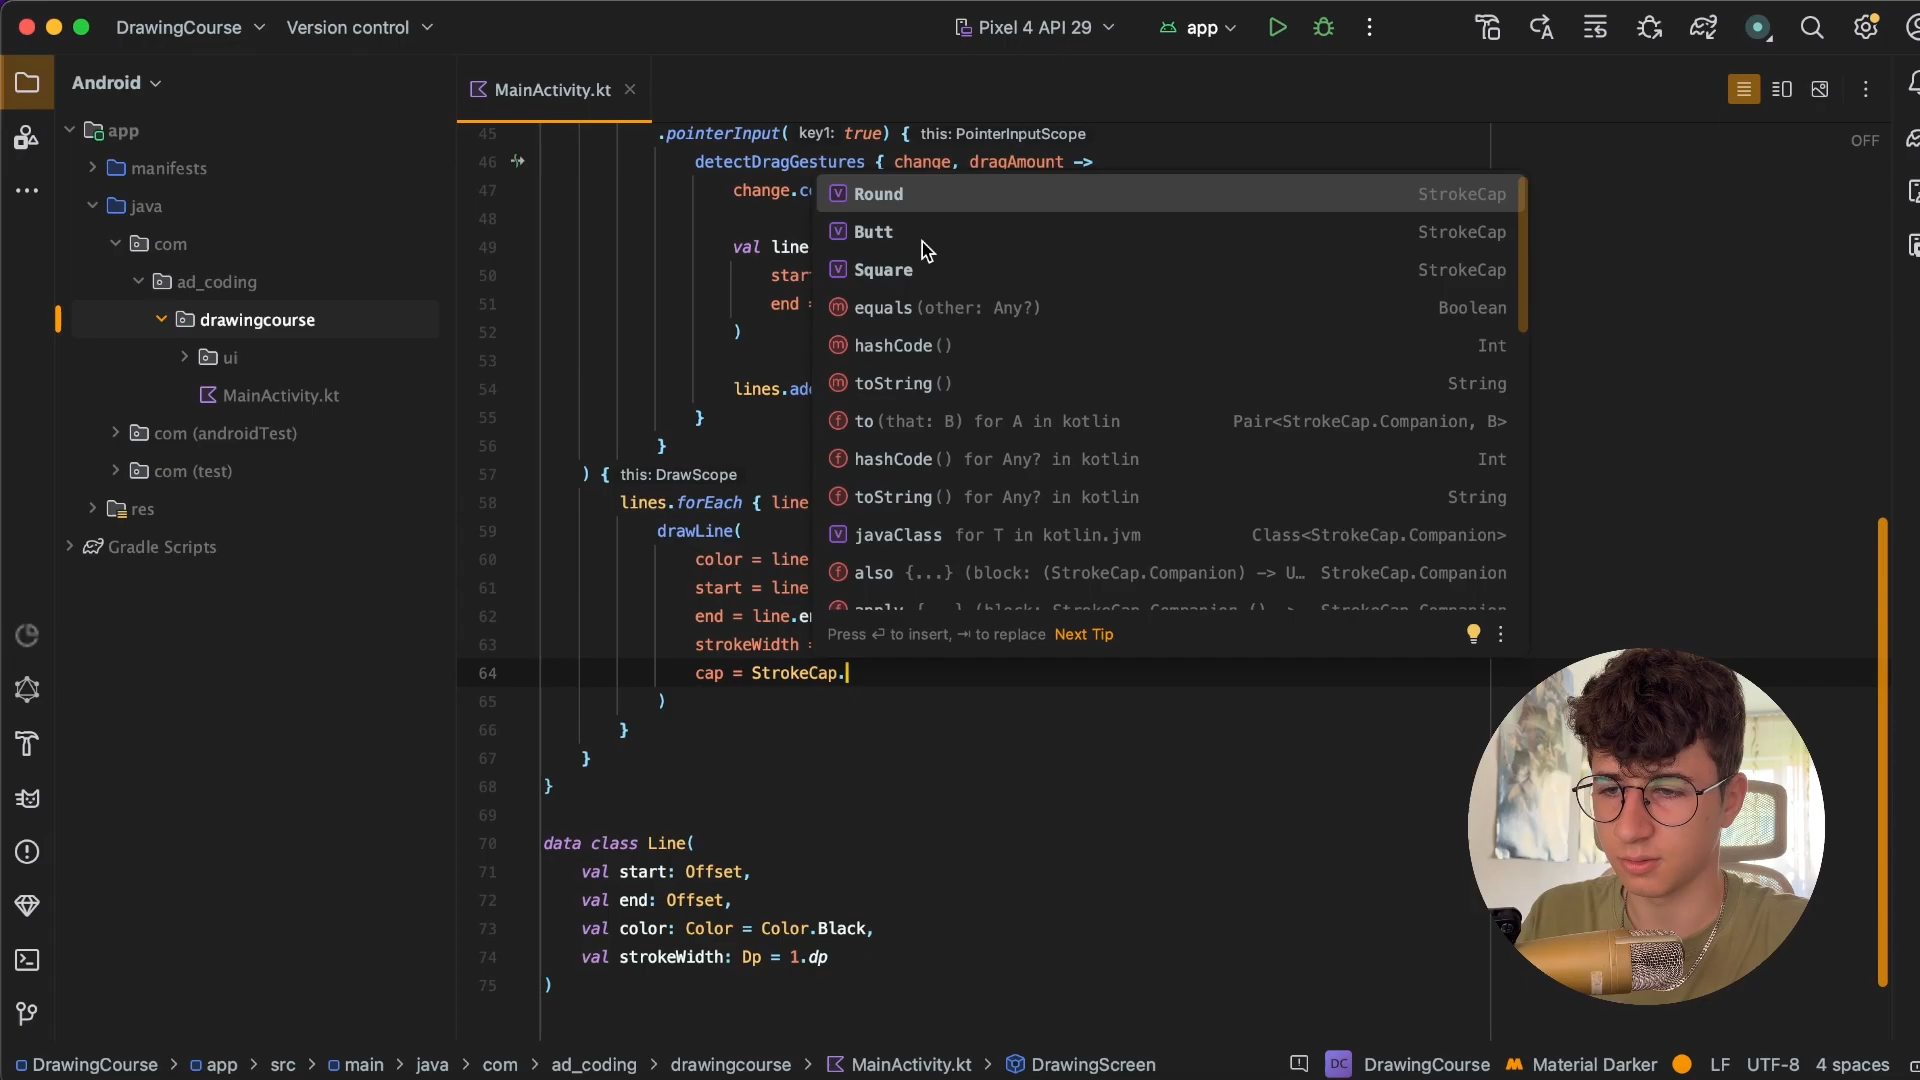 DrawingCourse
Version control
Pixel 4 API 29
app
Android
MainActivity.kt
app
manifests
java
com
ad_coding
drawingcourse
ui
MainActivity.kt
com (androidTest)
com (test)
res
Gradle Scripts
OFF
45 .pointerInput( key1: true) { this: PointerInputScope
46 detectDragGestures { change, dragAmount ->
47 change.c
48
49 val line
50 star
51 end =
52 )
53
54 lines.ad
55 }
56 }
57 ) { this: DrawScope
58 lines.forEach { line
59 drawLine(
60 color = line
61 start = line
62 end = line.e
63 strokeWidth =
64 cap = StrokeCap.
65 )
66 }
67 }
68 }
69
70 data class Line(
71 val start: Offset,
72 val end: Offset,
73 val color: Color = Color.Black,
74 val strokeWidth: Dp = 1.dp
75 )
Round StrokeCap
Butt StrokeCap
Square StrokeCap
equals(other: Any?) Boolean
hashCode() Int
toString() String
to(that: B) for A in kotlin Pair<StrokeCap.Companion, B>
hashCode() for Any? in kotlin Int
toString() for Any? in kotlin String
javaClass for T in kotlin.jvm Class<StrokeCap.Companion>
also {...} (block: (StrokeCap.Companion) -> U... StrokeCap.Companion
apply {...} (block: StrokeCap.Companion.() -> StrokeCap.Companion
Press ⏎ to insert, ⇥ to replace Next Tip
DrawingCourse > app > src > main > java > com > ad_coding > drawingcourse > MainActivity.kt > DrawingScreen
DC DrawingCourse Material Darker LF UTF-8 4 spaces